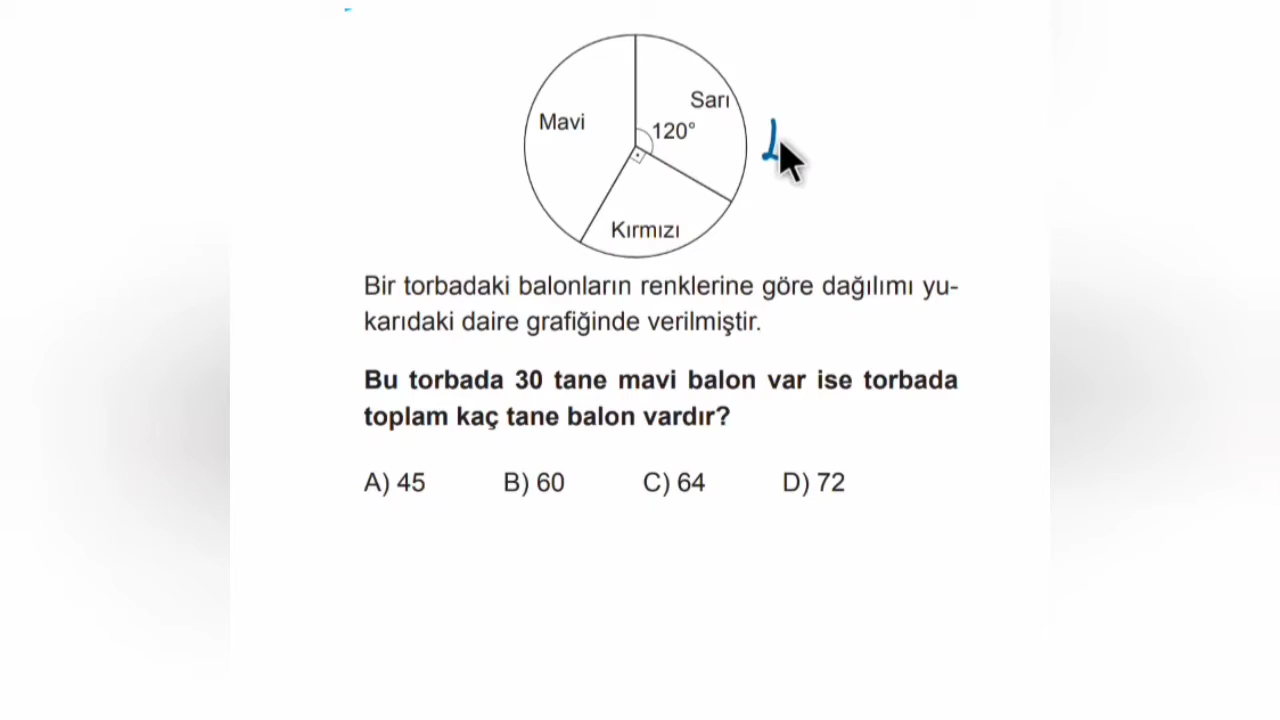 Mavi
Sarı
120°
Kırmızı
Bir torbadaki balonların renklerine göre dağılımı yu-
karıdaki daire grafiğinde verilmiştir.
Bu torbada 30 tane mavi balon var ise torbada
toplam kaç tane balon vardır?
A) 45 B) 60 C) 64 D) 72